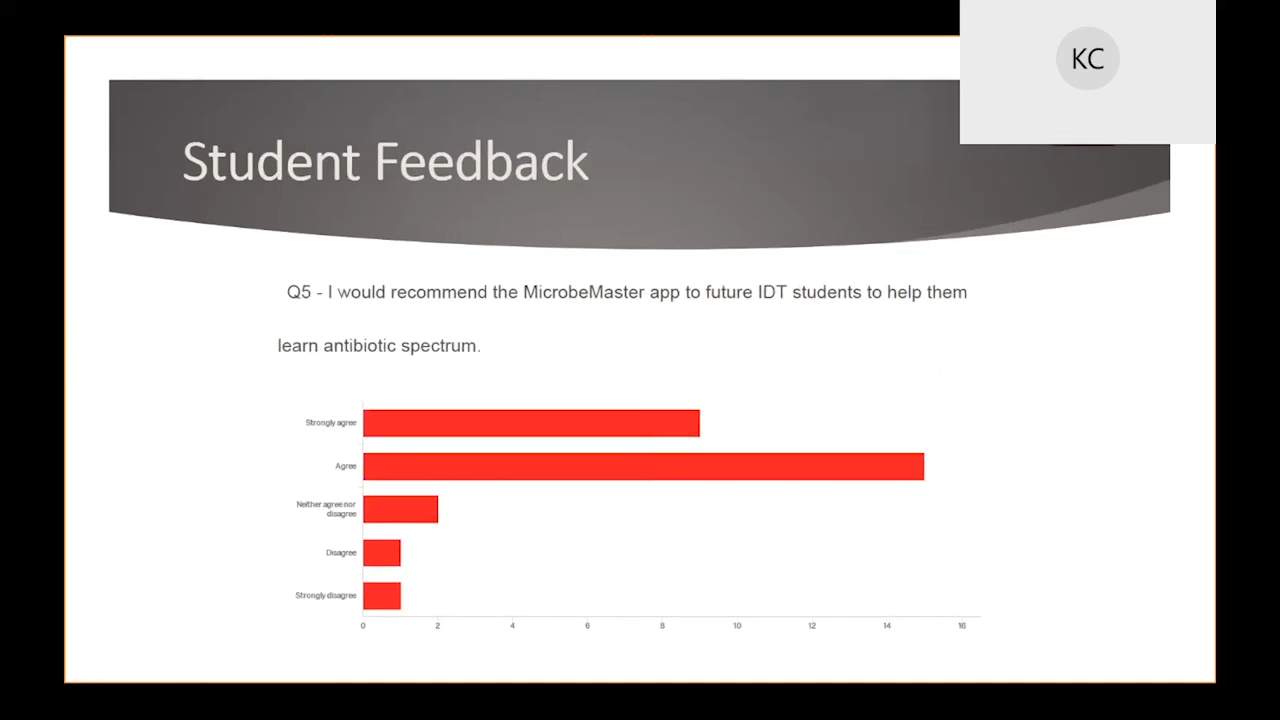 KC
Student Feedback
Q5 - I would recommend the MicrobeMaster app to future IDT students to help them
learn antibiotic spectrum.
Strongly agree
Agree
Neither agree nor
disagree
Disagree
Strongly disagree
0 2 4 6 8 10 12 14 16